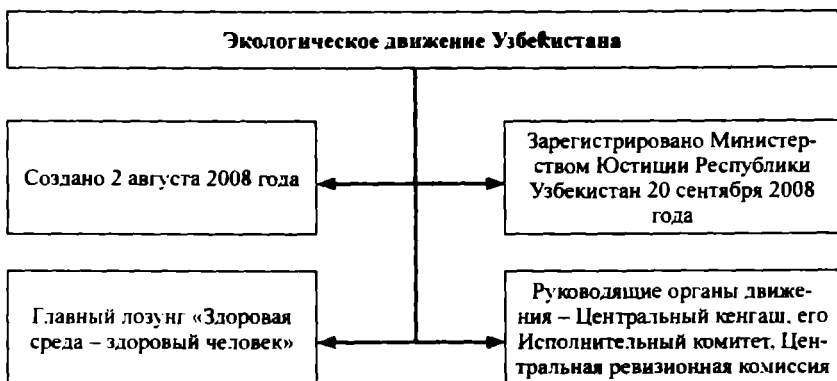 Экологическое движение Узбекистана
Создано 2 августа 2008 года
Зарегистрировано Министер-
ством Юстиции Республики
Узбекистан 20 сентября 2008
года
Главный лозунг «Здоровая
среда – здоровый человек»
Руководящие органы движе-
ния – Центральный кенгаш, его
Исполнительный комитет, Цен-
тральная ревизионная комиссия